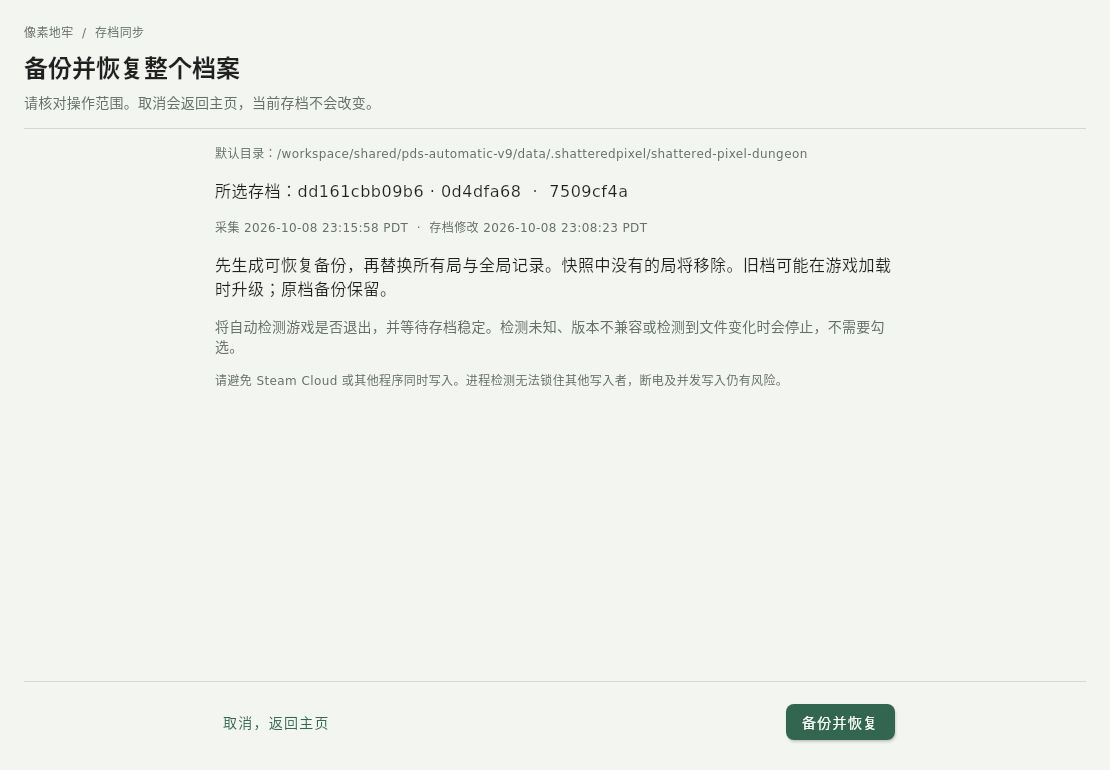 像素地牢 / 存档同步
备份并恢复整个档案
请核对操作范围。取消会返回主页，当前存档不会改变。
默认目录：/workspace/shared/pds-automatic-v9/data/.shatteredpixel/shattered-pixel-dungeon
所选存档：dd161cbb09b6 · 0d4dfa68 · 7509cf4a
采集 2026-10-08 23:15:58 PDT · 存档修改 2026-10-08 23:08:23 PDT
先生成可恢复备份，再替换所有局与全局记录。快照中没有的局将移除。旧档可能在游戏加载
时升级；原档备份保留。
将自动检测游戏是否退出，并等待存档稳定。检测未知、版本不兼容或检测到文件变化时会停止，不需要勾
选。
请避免 Steam Cloud 或其他程序同时写入。进程检测无法锁住其他写入者，断电及并发写入仍有风险。
取消，返回主页
备份并恢复